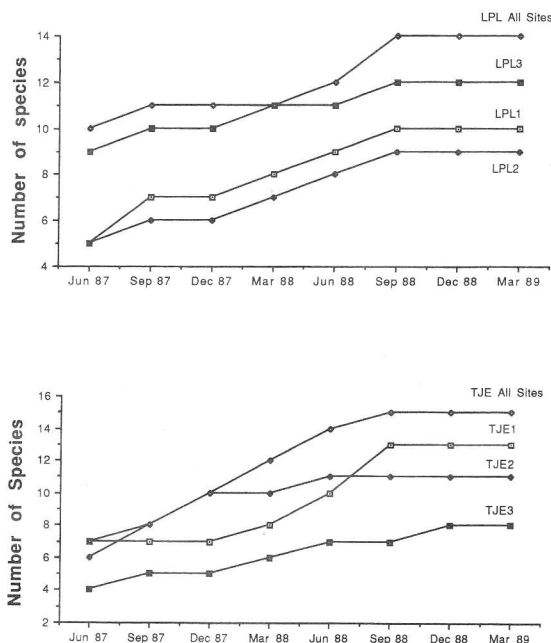 LPL All Sites
14
LPL3
12
LPL1
10
LPL2
8
6
4
Number of species
Jun 87 Sep 87 Dec 87 Mar 88 Jun 88 Sep 88 Dec 88 Mar 89
TJE All Sites
16
14
TJE1
12
TJE2
10
8
TJE3
6
4
2
Number of Species
Jun 87 Sep 87 Dec 87 Mar 88 Jun 88 Sep 88 Dec 88 Mar 89